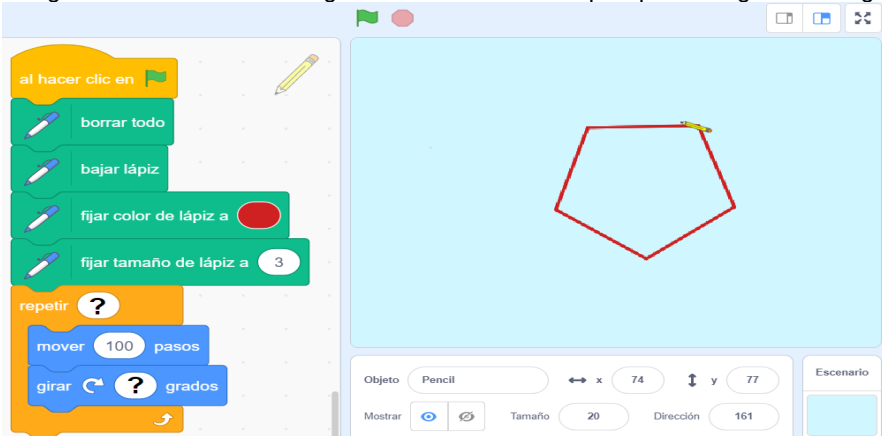 al hacer clic en
borrar todo
bajar lápiz
fijar color de lápiz a
fijar tamaño de lápiz a 3
repetir ?
mover 100 pasos
girar ? grados
Objeto Pencil x 74 y 77
Mostrar Tamaño 20 Dirección 161
Escenario